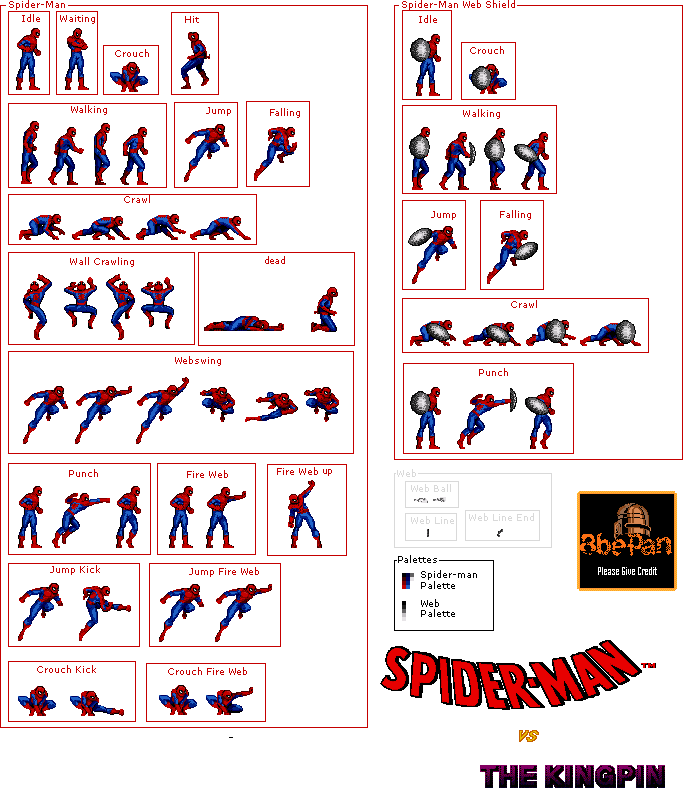 Spider-Man
Idle
Waiting
Crouch
Hit
Walking
Jump
Falling
Crawl
Wall Crawling
dead
Webswing
Punch
Fire Web
Fire Web up
Jump Kick
Jump Fire Web
Crouch Kick
Crouch Fire Web
Spider-Man Web Shield
Idle
Crouch
Walking
Jump
Falling
Crawl
Punch
Web
Web Ball
Web Line
Web Line End
Palettes
Spider-man
Palette
Web
Palette
8bePan
Please Give Credit
SPIDER-MAN™
VS
THE KINGPIN